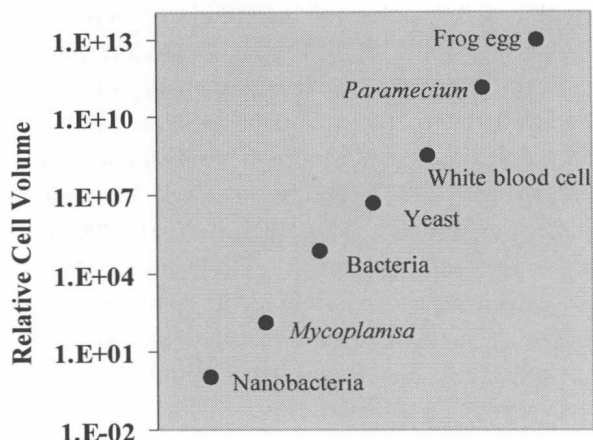 Relative Cell Volume
1.E+13
1.E+10
1.E+07
1.E+04
1.E+01
1.E-02
Frog egg
Paramecium
White blood cell
Yeast
Bacteria
Mycoplamsa
Nanobacteria